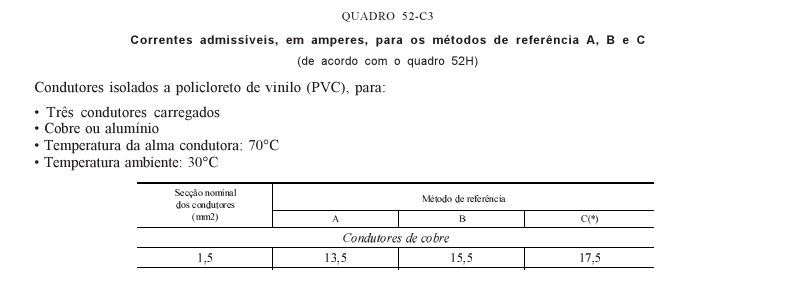 QUADRO 52-C3
Correntes admissíveis, em amperes, para os métodos de referência A, B e C
(de acordo com o quadro 52H)
Condutores isolados a policloreto de vinilo (PVC), para:
• Três condutores carregados
• Cobre ou alumínio
• Temperatura da alma condutora: 70°C
• Temperatura ambiente: 30°C
Secção nominal
dos condutores
(mm2)
Método de referência
A B C(*)
Condutores de cobre
1,5 13,5 15,5 17,5